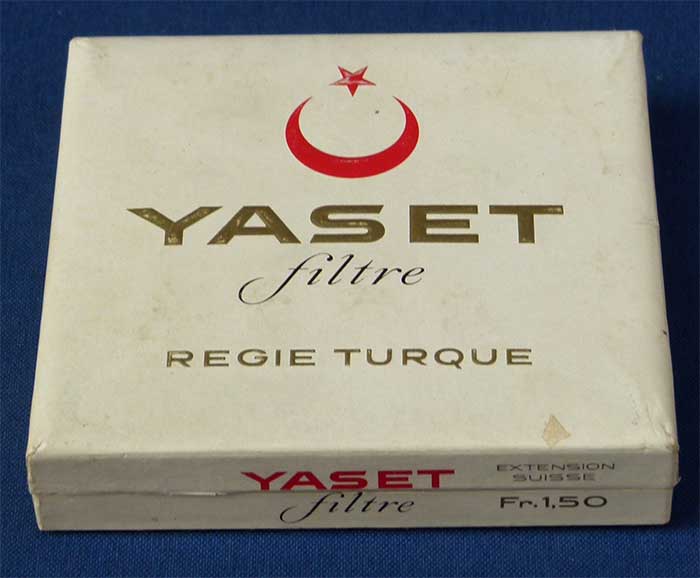 YASET
filtre
REGIE TURQUE
YASET
filtre
EXTENSION
SUISSE
Fr. 1,50